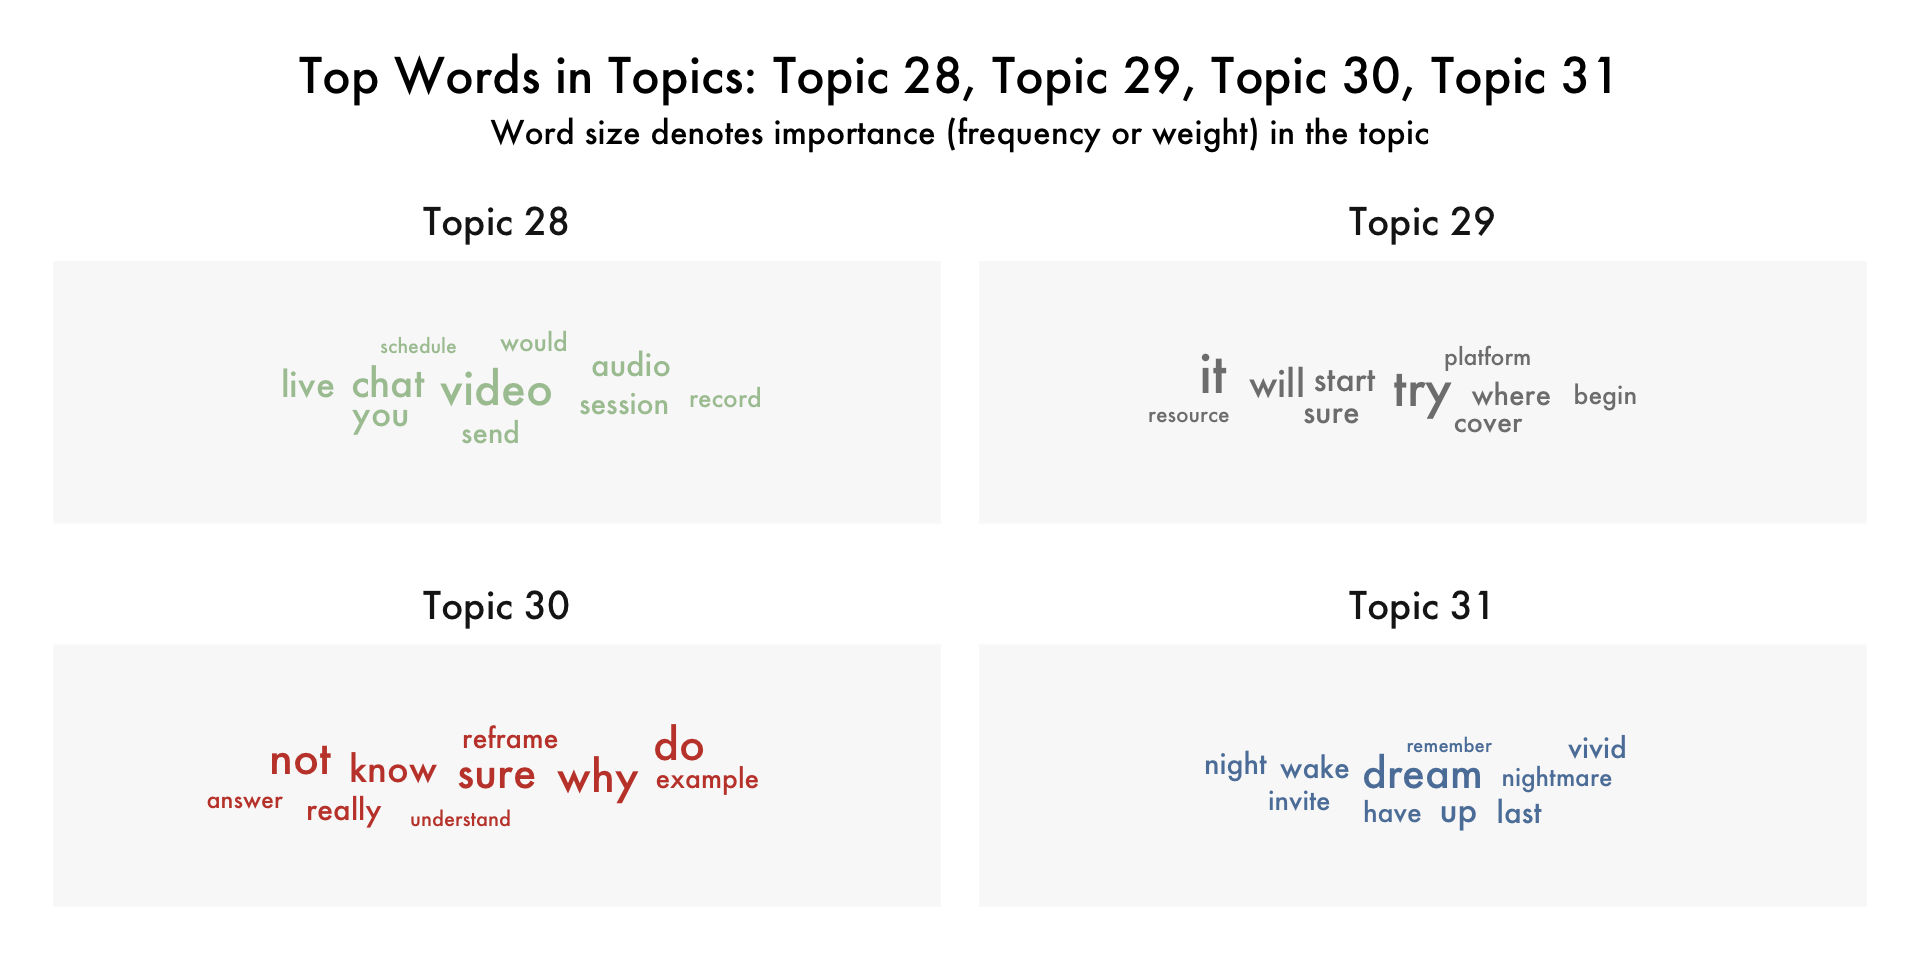 Top Words in Topics: Topic 28, Topic 29, Topic 30, Topic 31
Word size denotes importance (frequency or weight) in the topic
Topic 28
schedule would
audio
live chat video
you session record
send
Topic 29
platform
it will start try where begin
resource sure cover
Topic 30
reframe do
not know sure why example
answer really understand
Topic 31
remember vivid
night wake dream nightmare
invite have up last